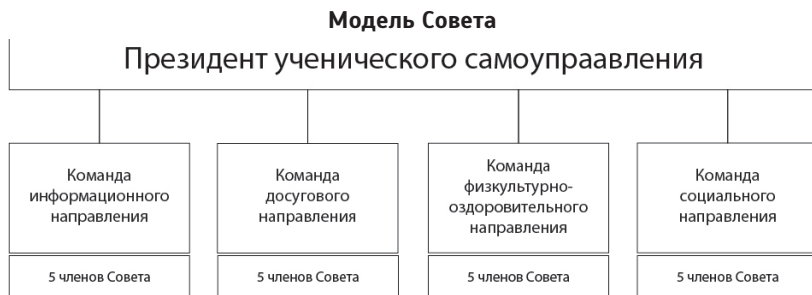 Модель Совета
Президент ученического самоупраавления
Команда
информационного
направления
5 членов Совета
Команда
досугового
направления
5 членов Совета
Команда
физкультурно-
оздоровительного
направления
5 членов Совета
Команда
социального
направления
5 членов Совета